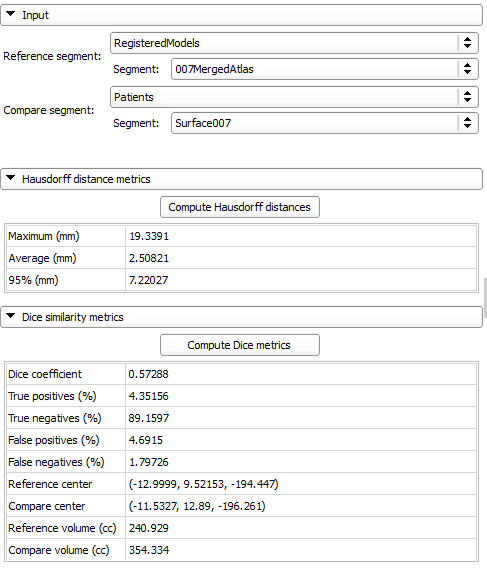 Input
Reference segment:
RegisteredModels
Segment: 007MergedAtlas
Compare segment:
Patients
Segment: Surface007
Hausdorff distance metrics
Compute Hausdorff distances
Maximum (mm) 19.3391
Average (mm) 2.50821
95% (mm) 7.22027
Dice similarity metrics
Compute Dice metrics
Dice coefficient 0.57288
True positives (%) 4.35156
True negatives (%) 89.1597
False positives (%) 4.6915
False negatives (%) 1.79726
Reference center (-12.9999, 9.52153, -194.447)
Compare center (-11.5327, 12.89, -196.261)
Reference volume (cc) 240.929
Compare volume (cc) 354.334